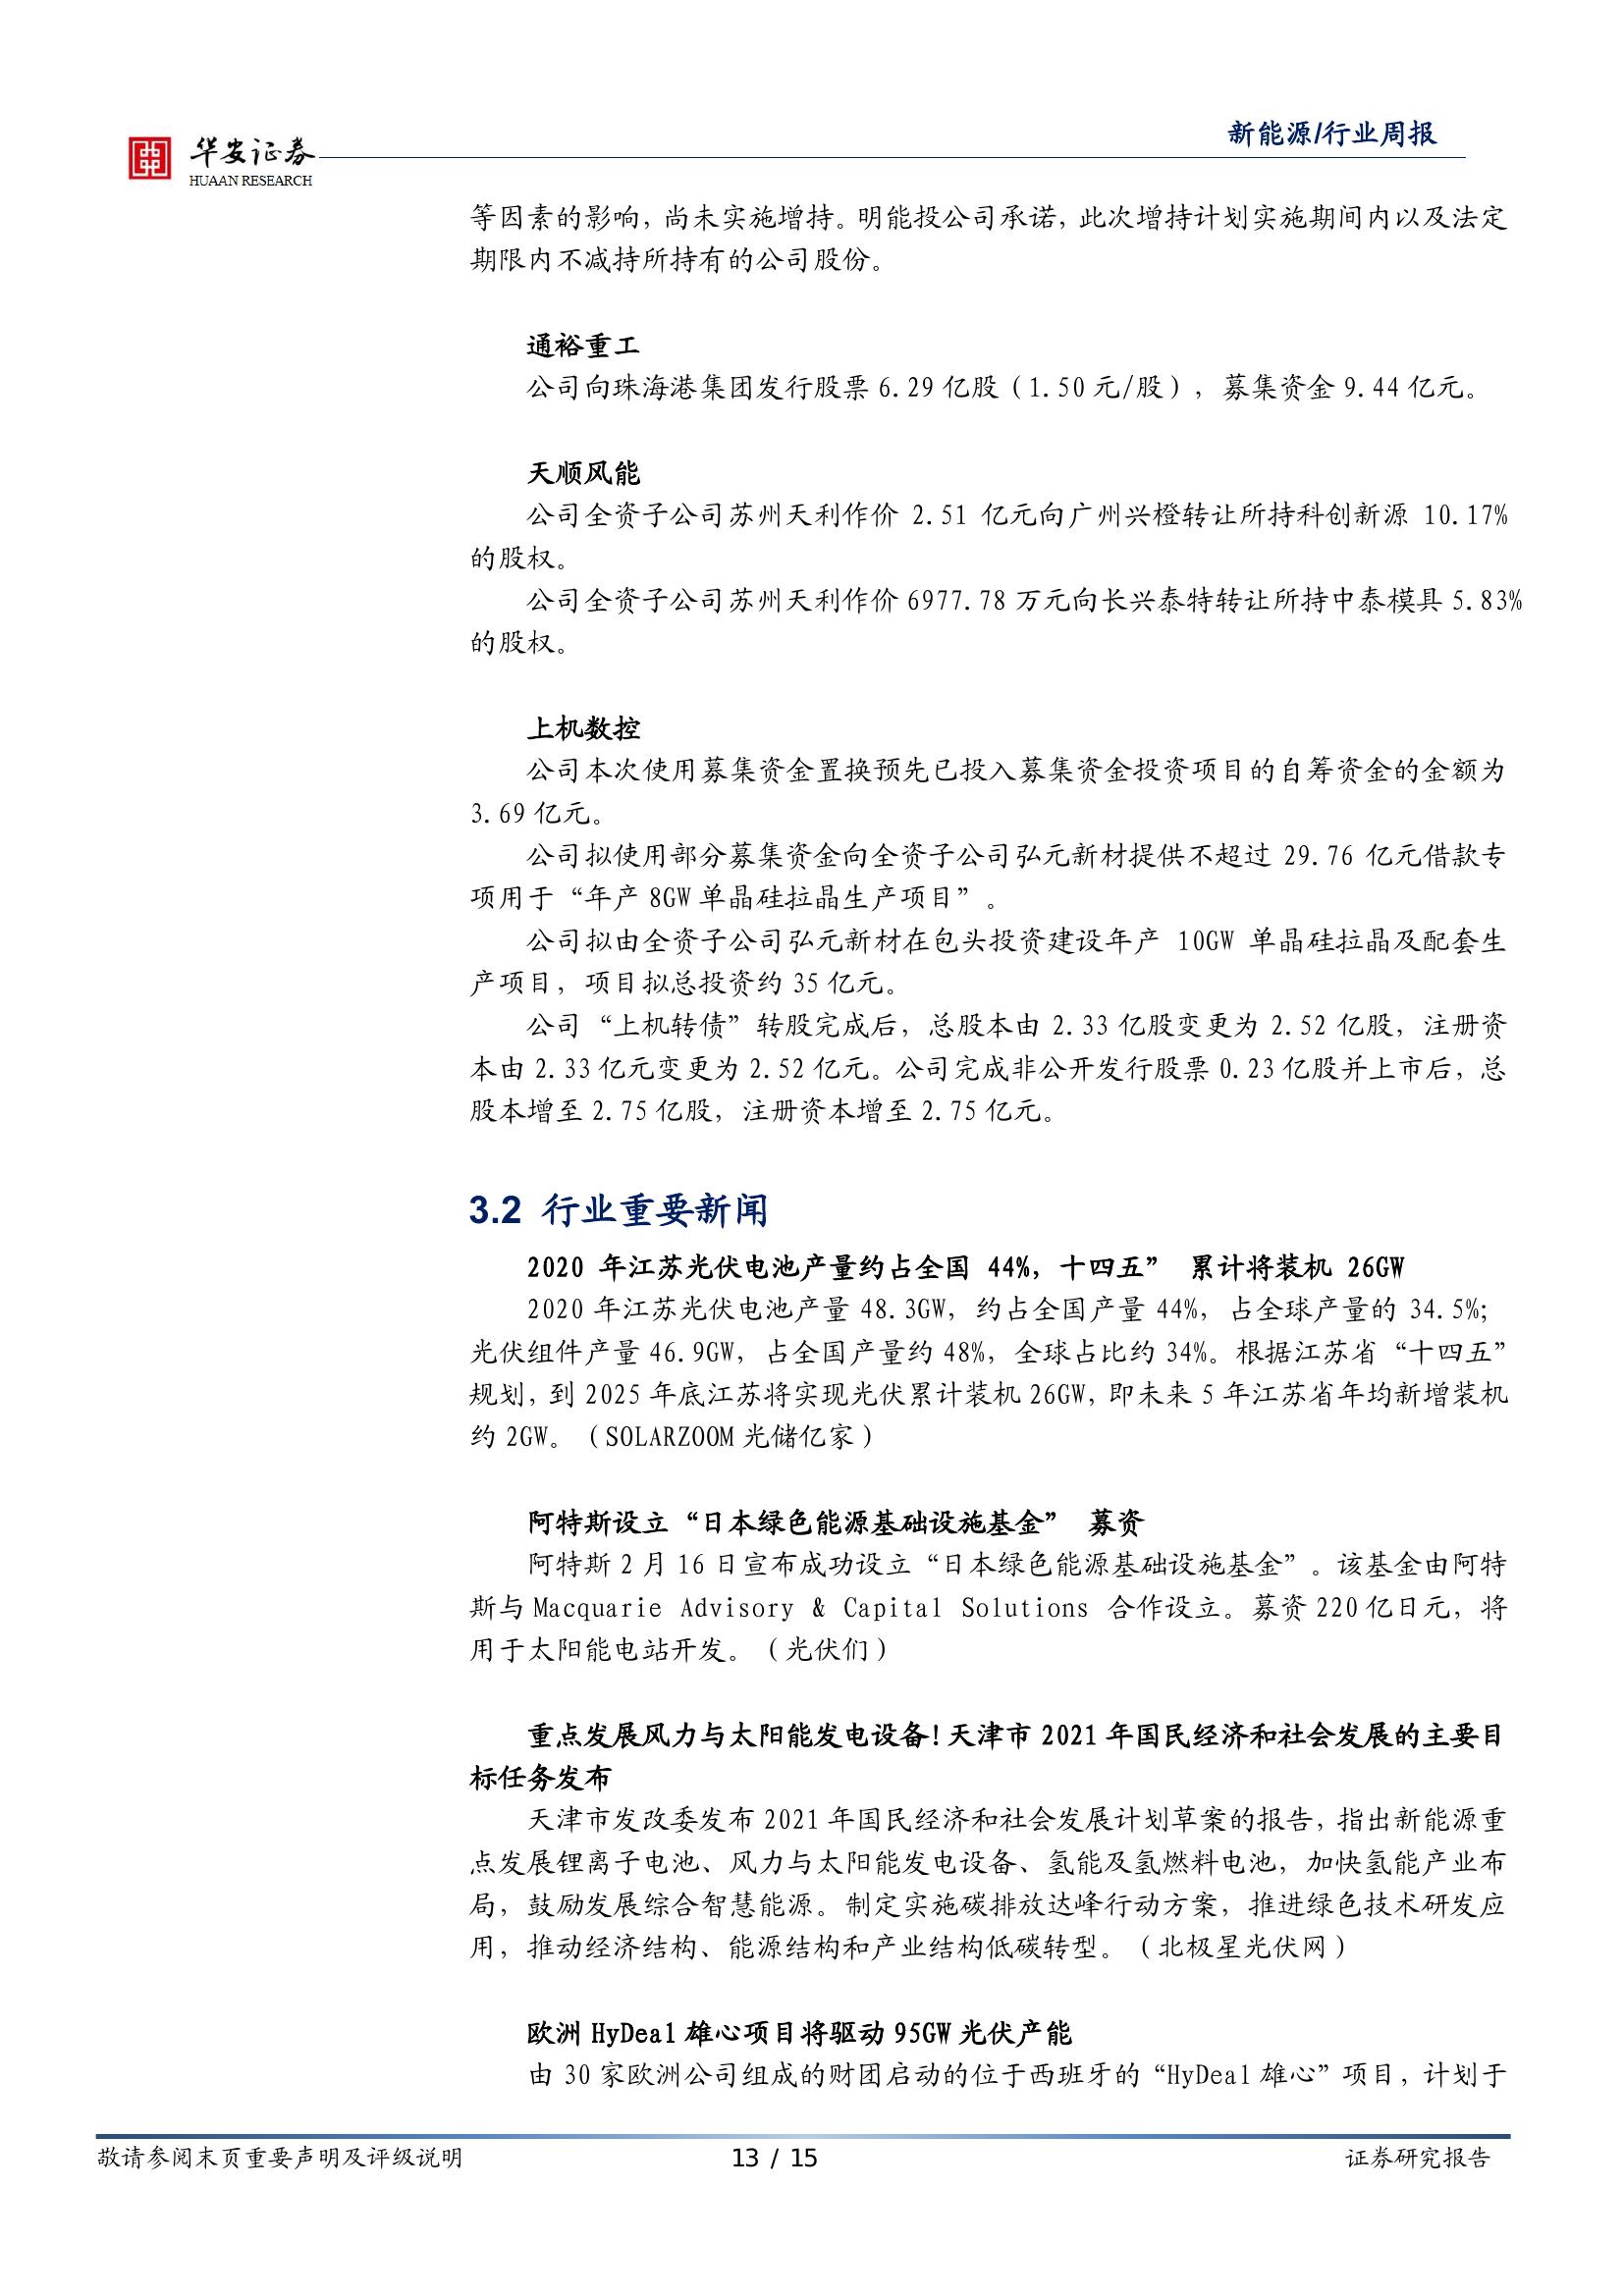 华安证券
HUAAN RESEARCH
新能源/行业周报
等因素的影响，尚未实施增持。明能投公司承诺，此次增持计划实施期间内以及法定
期限内不减持所持有的公司股份。
通裕重工
公司向珠海港集团发行股票 6.29 亿股（1.50 元/股），募集资金 9.44 亿元。
天顺风能
公司全资子公司苏州天利作价 2.51 亿元向广州兴橙转让所持科创新源 10.17%
的股权。
公司全资子公司苏州天利作价 6977.78 万元向长兴泰特转让所持中泰模具 5.83%
的股权。
上机数控
公司本次使用募集资金置换预先已投入募集资金投资项目的自筹资金的金额为
3.69 亿元。
公司拟使用部分募集资金向全资子公司弘元新材提供不超过 29.76 亿元借款专
项用于“年产 8GW 单晶硅拉晶生产项目”。
公司拟由全资子公司弘元新材在包头投资建设年产 10GW 单晶硅拉晶及配套生
产项目，项目拟总投资约 35 亿元。
公司“上机转债”转股完成后，总股本由 2.33 亿股变更为 2.52 亿股，注册资
本由 2.33 亿元变更为 2.52 亿元。公司完成非公开发行股票 0.23 亿股并上市后，总
股本增至 2.75 亿股，注册资本增至 2.75 亿元。
3.2 行业重要新闻
2020 年江苏光伏电池产量约占全国 44%，十四五” 累计将装机 26GW
2020 年江苏光伏电池产量 48.3GW，约占全国产量 44%，占全球产量的 34.5%；
光伏组件产量 46.9GW，占全国产量约 48%，全球占比约 34%。根据江苏省“十四五”
规划，到 2025 年底江苏将实现光伏累计装机 26GW，即未来 5 年江苏省年均新增装机
约 2GW。（SOLARZOOM 光储亿家）
阿特斯设立“日本绿色能源基础设施基金” 募资
阿特斯 2 月 16 日宣布成功设立“日本绿色能源基础设施基金”。该基金由阿特
斯与 Macquarie Advisory & Capital Solutions 合作设立。募资 220 亿日元，将
用于太阳能电站开发。（光伏们）
重点发展风力与太阳能发电设备！天津市 2021 年国民经济和社会发展的主要目
标任务发布
天津市发改委发布 2021 年国民经济和社会发展计划草案的报告，指出新能源重
点发展锂离子电池、风力与太阳能发电设备、氢能及氢燃料电池，加快氢能产业布
局，鼓励发展综合智慧能源。制定实施碳排放达峰行动方案，推进绿色技术研发应
用，推动经济结构、能源结构和产业结构低碳转型。（北极星光伏网）
欧洲 HyDeal 雄心项目将驱动 95GW 光伏产能
由 30 家欧洲公司组成的财团启动的位于西班牙的“HyDeal 雄心”项目，计划于
敬请参阅末页重要声明及评级说明
13 / 15
证券研究报告